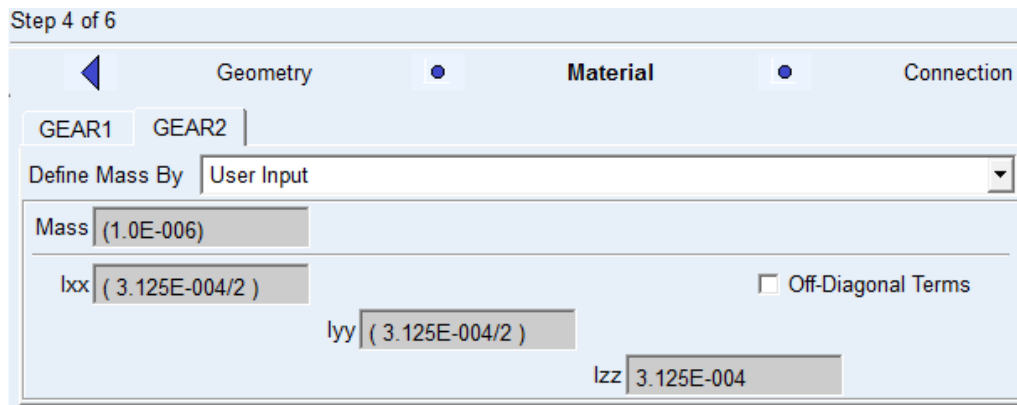 Step 4 of 6
Geometry Material Connection
GEAR1 GEAR2
Define Mass By User Input
Mass (1.0E-006)
Ixx ( 3.125E-004/2 ) Off-Diagonal Terms
Iyy ( 3.125E-004/2 )
Izz 3.125E-004